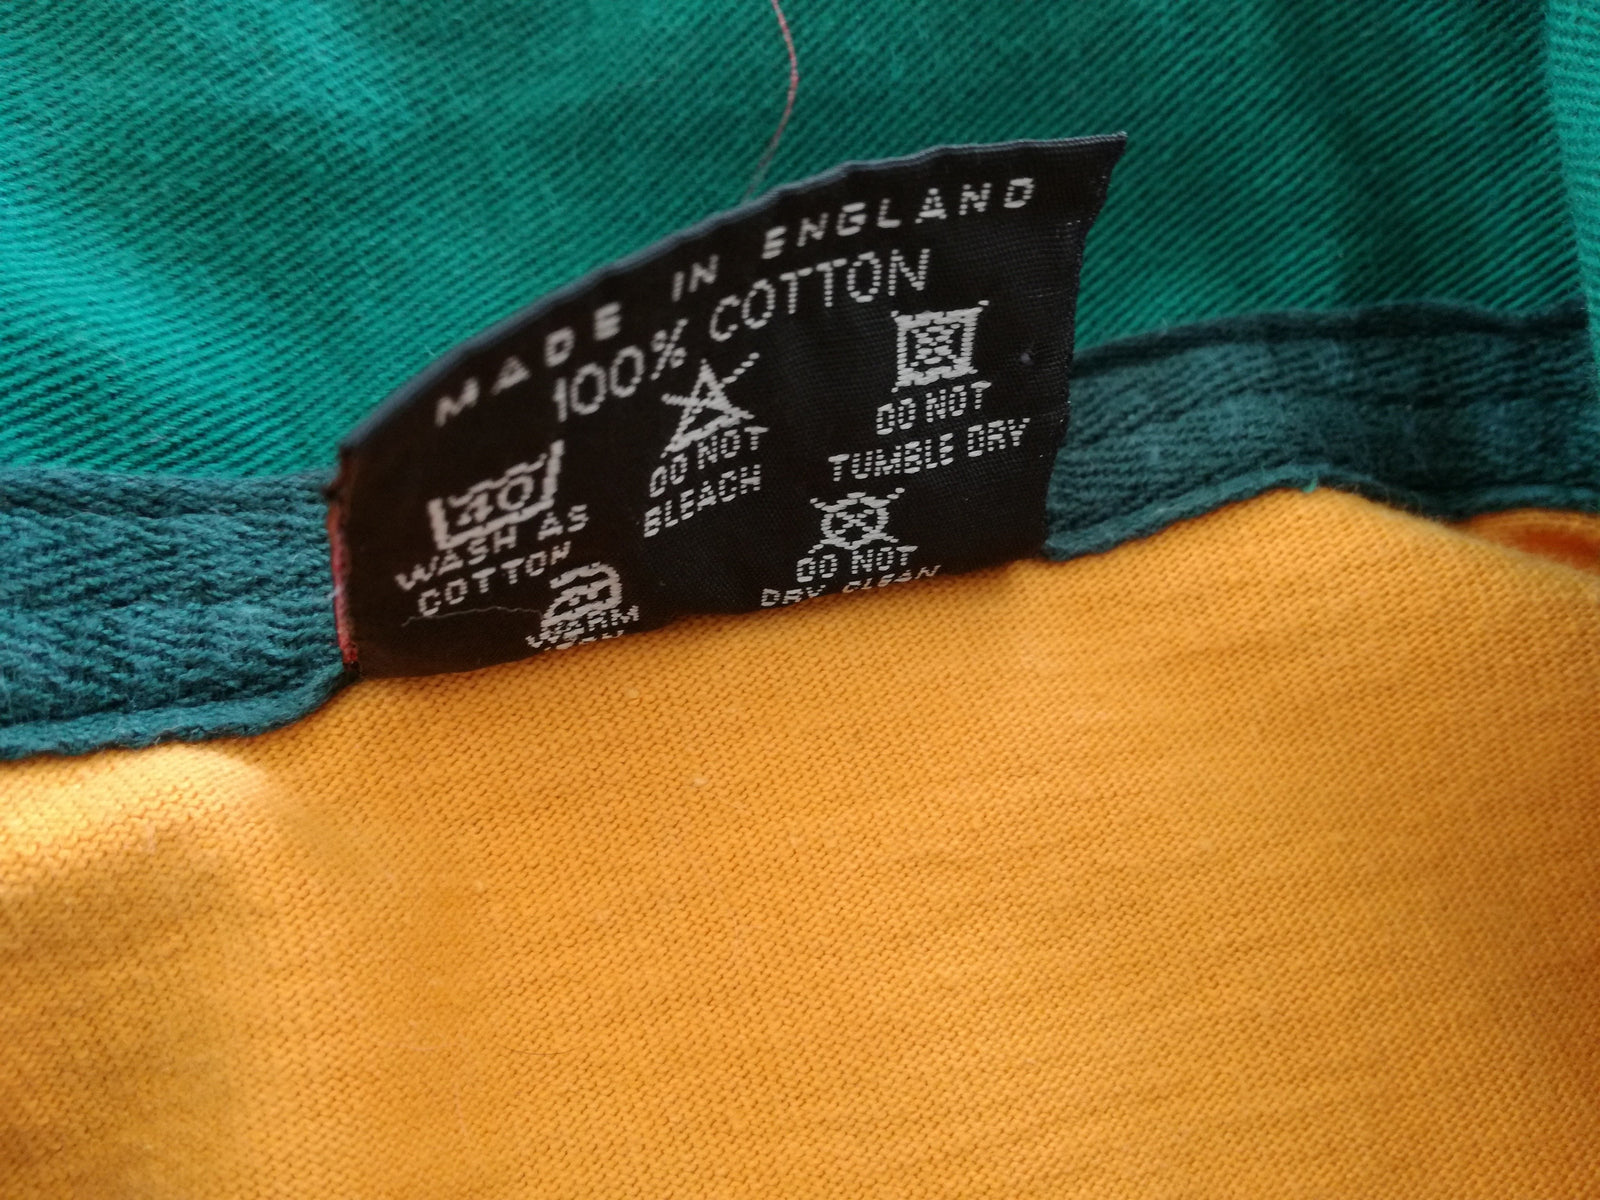 MADE IN ENGLAND
100% COTTON
40
WASH AS
COTTON
DO NOT
BLEACH
DO NOT
TUMBLE DRY
WARM
DO NOT
DRY CLEAN